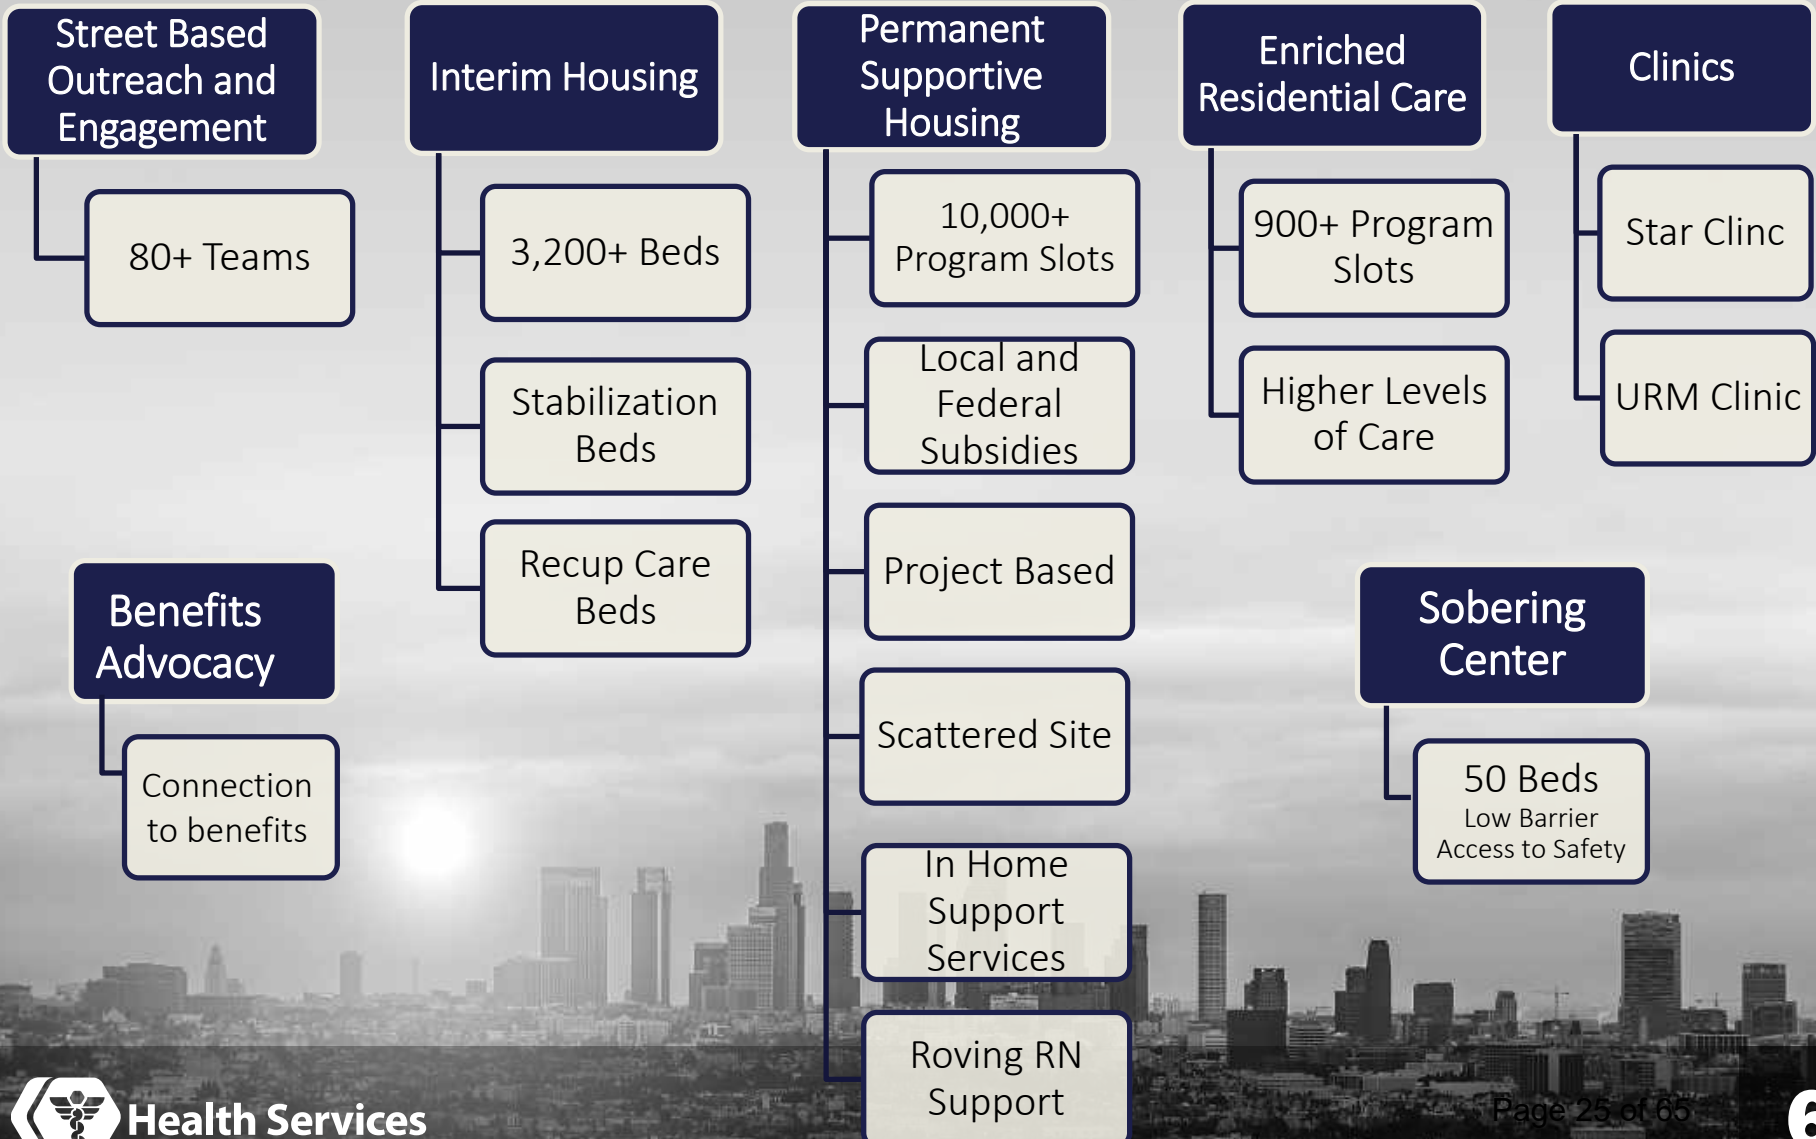 Street Based
Outreach and
Engagement
80+ Teams
Interim Housing
3,200+ Beds
Stabilization
Beds
Recup Care
Beds
Permanent
Supportive
Housing
10,000+
Program Slots
Local and
Federal
Subsidies
Project Based
Scattered Site
In Home
Support
Services
Roving RN
Support
Enriched
Residential Care
900+ Program
Slots
Higher Levels
of Care
Clinics
Star Clinc
URM Clinic
Benefits
Advocacy
Connection
to benefits
Sobering
Center
50 Beds
Low Barrier
Access to Safety
Health Services
Page 25 of 65
6